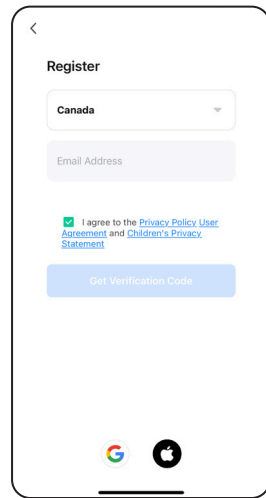 Register
Canada
Email Address
I agree to the Privacy Policy User
Agreement and Children's Privacy
Statement
Get Verification Code